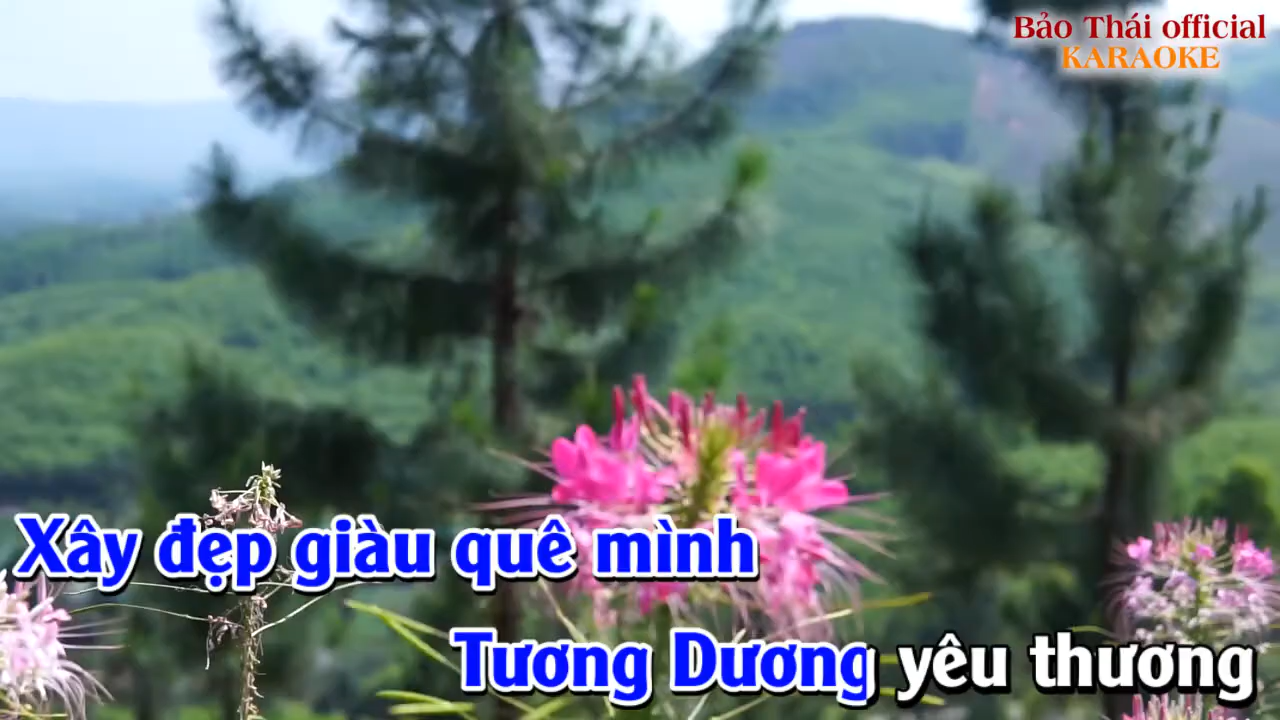 Bảo Thái official
KARAOKE
Xây đẹp giàu quê mình
Tương Dương yêu thương